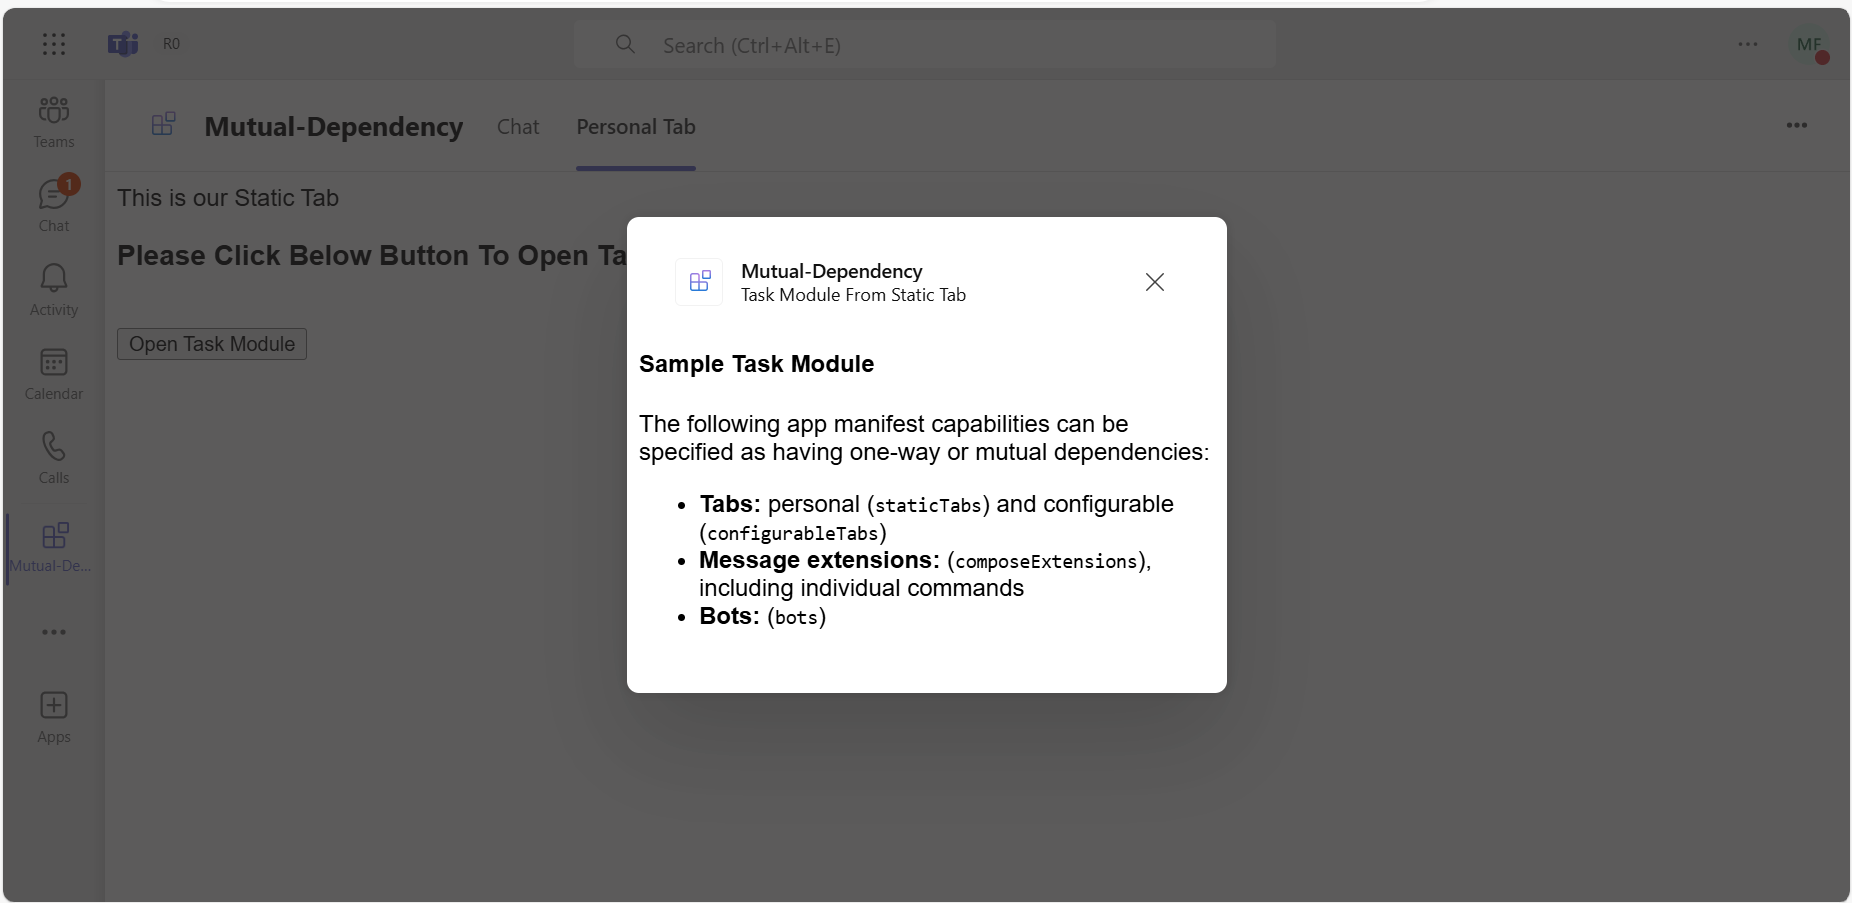 R0
Search (Ctrl+Alt+E)
MF
Teams
1
Chat
Activity
Calendar
Calls
Mutual-De...
Apps
Mutual-Dependency
Chat
Personal Tab
This is our Static Tab
Please Click Below Button To Open Ta
Open Task Module
Mutual-Dependency
Task Module From Static Tab
Sample Task Module
The following app manifest capabilities can be
specified as having one-way or mutual dependencies:
• Tabs: personal (staticTabs) and configurable
(configurableTabs)
• Message extensions: (composeExtensions),
including individual commands
• Bots: (bots)